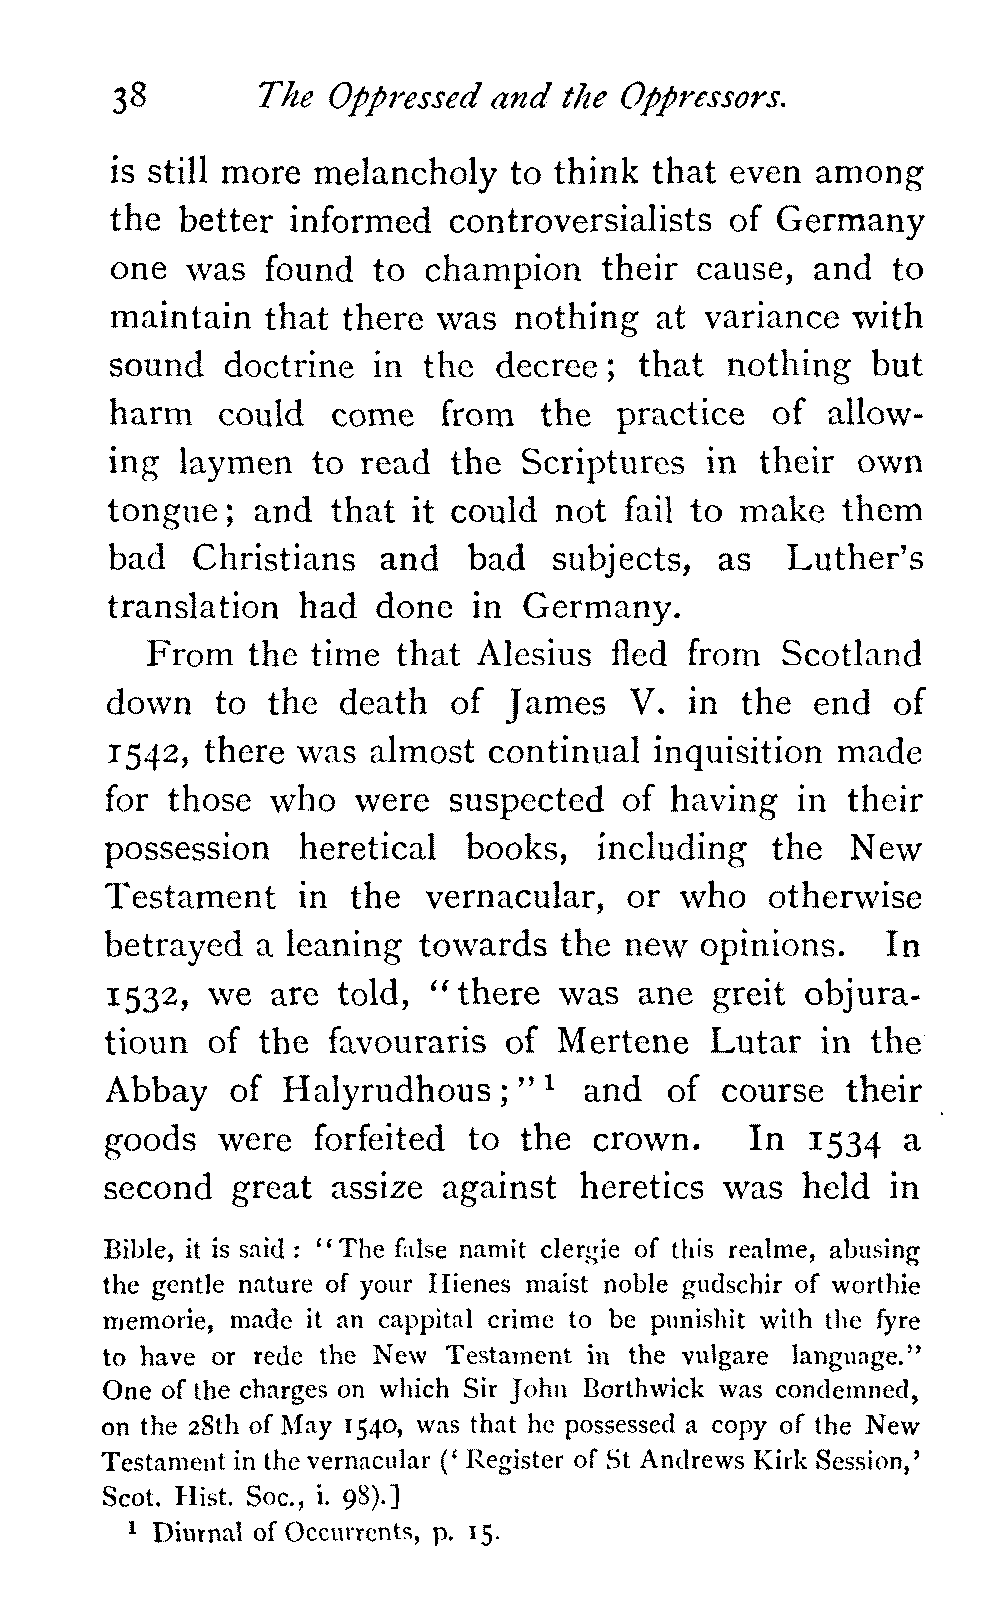 38 The Oppressed and the Oppressors.
is still more melancholy to think that even among
the better informed controversialists of Germany
one was found to champion their cause, and to
maintain that there was nothing at variance with
sound doctrine in the decree; that nothing but
harm could come from the practice of allow-
ing laymen to read the Scriptures in their own
tongue; and that it could not fail to make them
bad Christians and bad subjects, as Luther's
translation had done in Germany.
From the time that Alesius fled from Scotland
down to the death of James V. in the end of
1542, there was almost continual inquisition made
for those who were suspected of having in their
possession heretical books, including the New
Testament in the vernacular, or who otherwise
betrayed a leaning towards the new opinions. In
1532, we are told, "there was ane greit objura-
tioun of the favouraris of Mertene Lutar in the
Abbay of Halyrudhous;" 1 and of course their
goods were forfeited to the crown. In 1534 a
second great assize against heretics was held in
Bible, it is said: "The false namit clergie of this realme, abusing
the gentle nature of your Hienes maist noble gudschir of worthie
memorie, made it an cappital crime to be punishit with the fyre
to have or rede the New Testament in the vulgare language."
One of the charges on which Sir John Borthwick was condemned,
on the 28th of May 1540, was that he possessed a copy of the New
Testament in the vernacular ('Register of St Andrews Kirk Session,'
Scot. Hist. Soc., i. 98).]
1 Diurnal of Occurrents, p. 15.